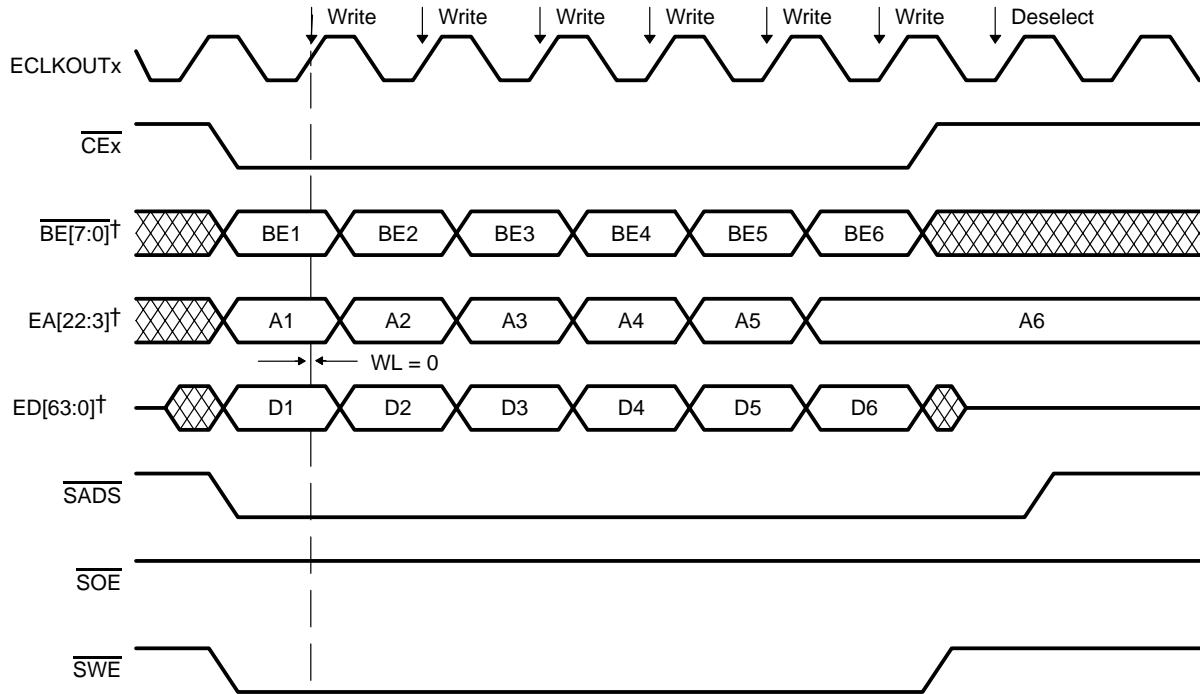 Write Write Write Write Write Write Deselect
ECLKOUTx
CEx
BE[7:0]† BE1 BE2 BE3 BE4 BE5 BE6
EA[22:3]† A1 A2 A3 A4 A5 A6
WL = 0
ED[63:0]† D1 D2 D3 D4 D5 D6
SADS
SOE
SWE